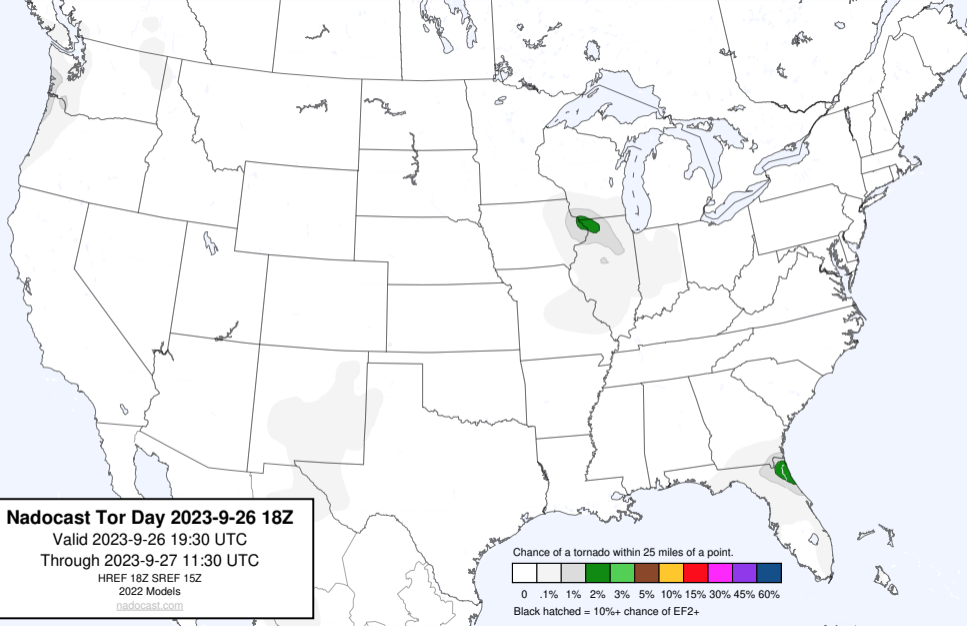 Nadocast Tor Day 2023-9-26 18Z
Valid 2023-9-26 19:30 UTC
Through 2023-9-27 11:30 UTC
HREF 18Z SREF 15Z
2022 Models
nadocast.com
Chance of a tornado within 25 miles of a point.
0 .1% 1% 2% 3% 5% 10% 15% 30% 45% 60%
Black hatched = 10%+ chance of EF2+